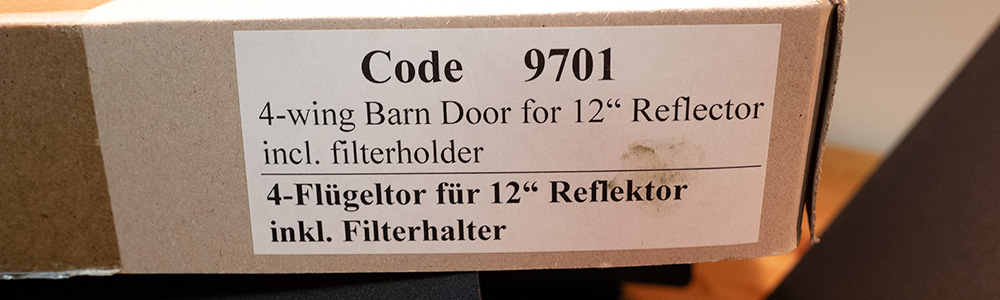 Code 9701
4-wing Barn Door for 12“ Reflector
incl. filterholder
4-Flügeltor für 12“ Reflektor
inkl. Filterhalter